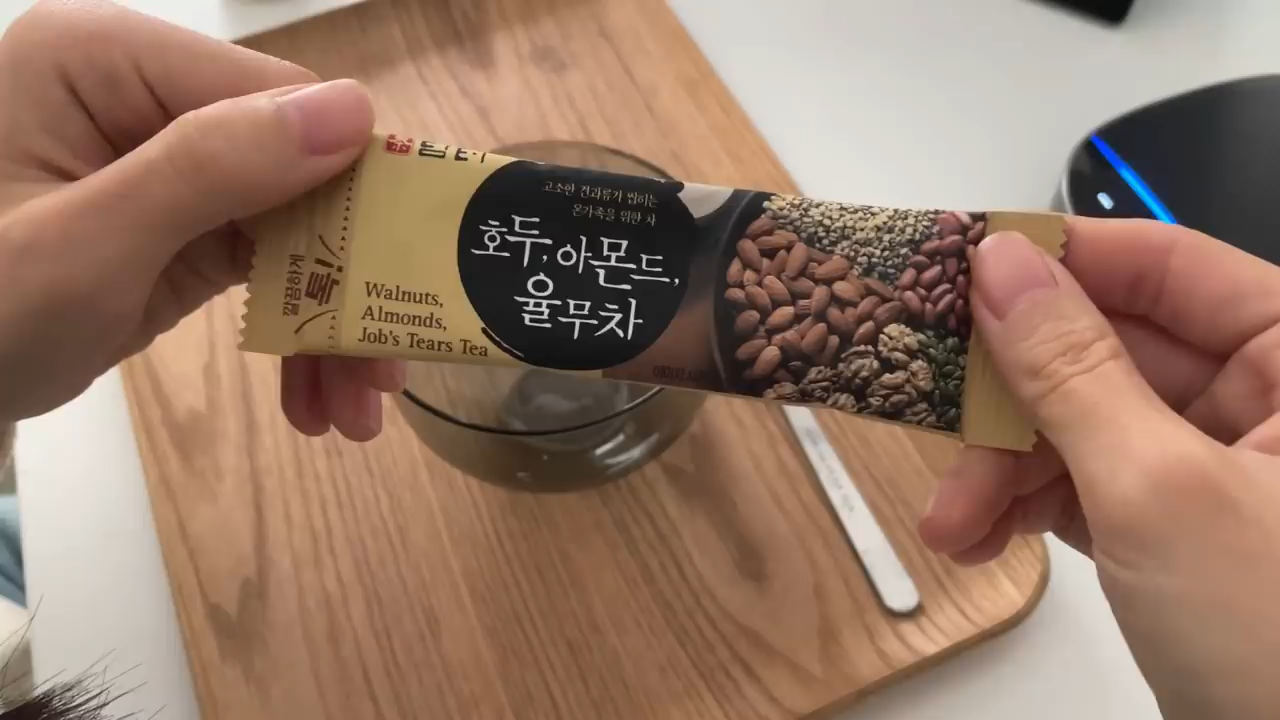 고소한 견과류가 씹히는
온가족을 위한 차
호두, 아몬드,
율무차
Walnuts,
Almonds,
Job's Tears Tea
깔끔하게
톡!